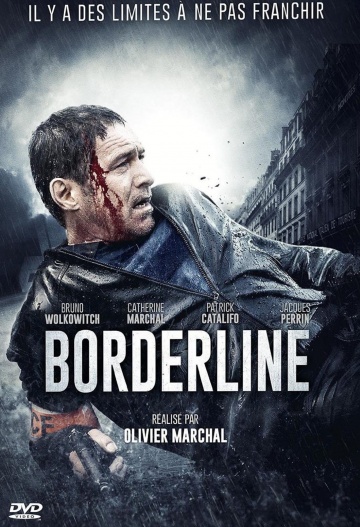 IL Y A DES LIMITES À NE PAS FRANCHIR
BRUNO WOLKOWITCH
CATHERINE MARCHAL
PATRICK CATALIFO
JACQUES PERRIN
BORDERLINE
RÉALISÉ PAR
OLIVIER MARCHAL
DVD
VIDEO